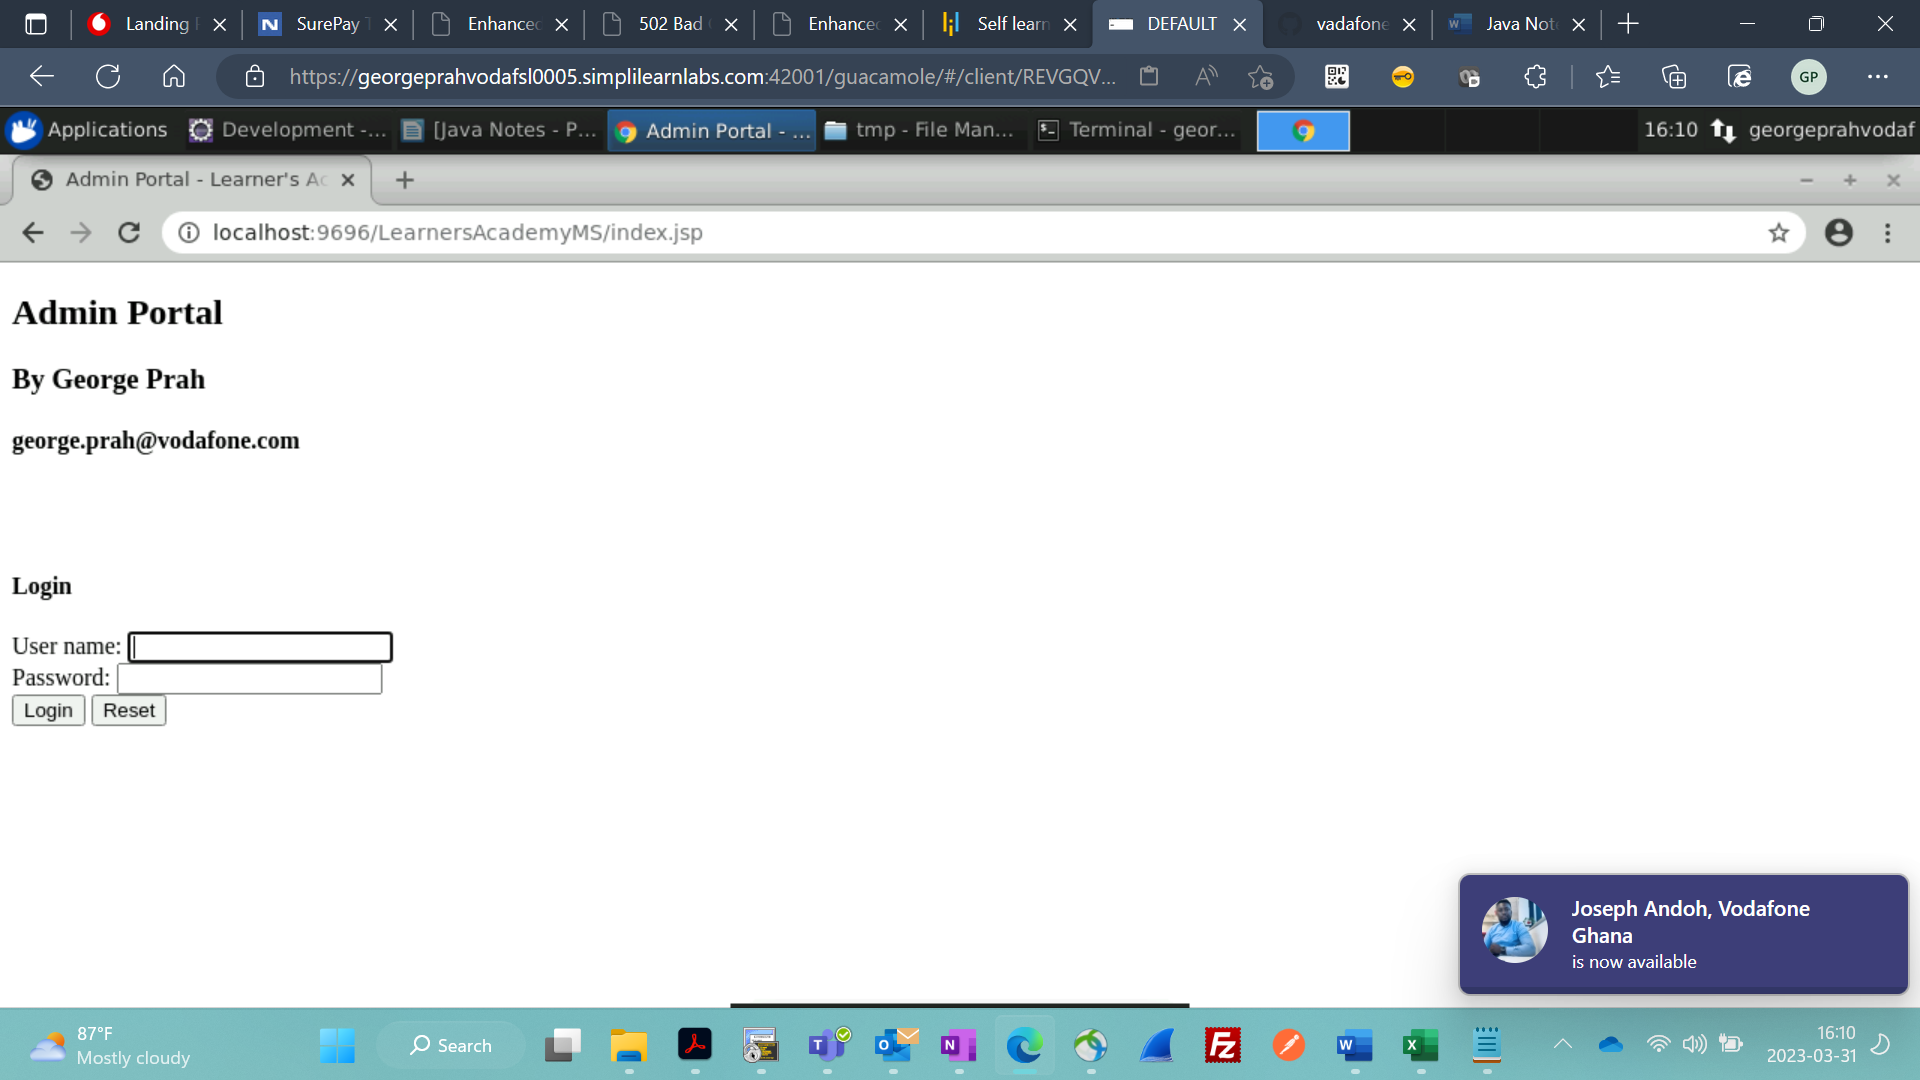 Landing
SurePay T
Enhanced
502 Bad
Enhanced
Self learn
DEFAULT
vadafone
Java Note
https://georgeprahvodafsl0005.simplilearnlabs.com:42001/guacamole/#/client/REVGQV...
GP
Applications
Development -...
[Java Notes - P...
Admin Portal - ...
tmp - File Man...
Terminal - geor...
16:10
georgeprahvodaf
Admin Portal - Learner's Ac
localhost:9696/LearnersAcademyMS/index.jsp
Admin Portal
By George Prah
george.prah@vodafone.com
Login
User name:
Password:
Login Reset
Joseph Andoh, Vodafone
Ghana
is now available
87°F
Mostly cloudy
Search
16:10
2023-03-31